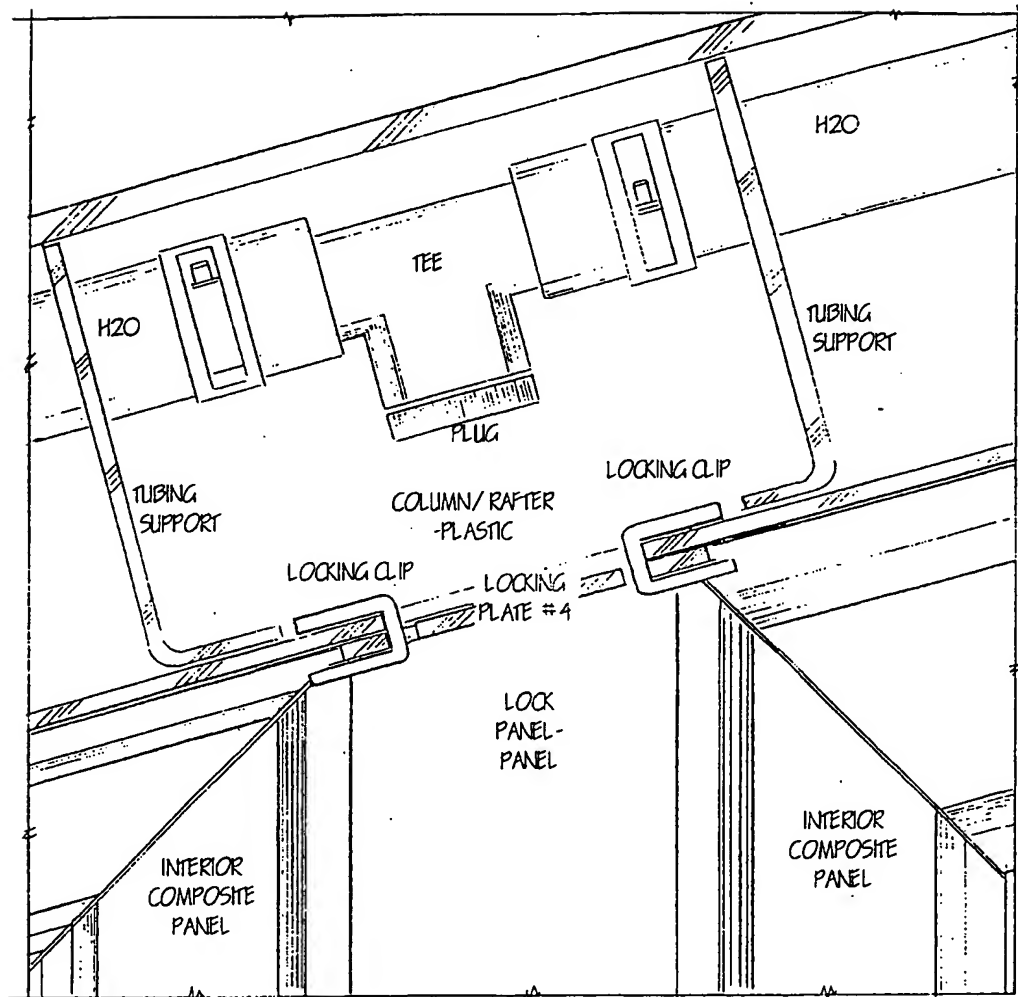 H2O
TEE
H2O
TUBING
SUPPORT
PLUG
LOCKING CLIP
TUBING
SUPPORT
COLUMN/RAFTER
-PLASTIC
LOCKING CLIP
LOCKING
PLATE #4
LOCK
PANEL-
PANEL
INTERIOR
COMPOSITE
PANEL
INTERIOR
COMPOSITE
PANEL